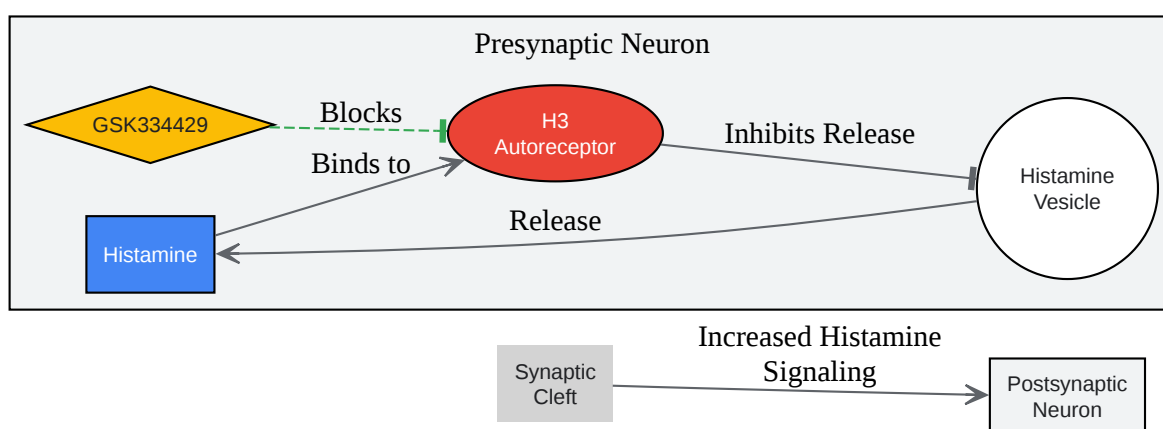 Presynaptic Neuron
GSK334429
Blocks
H3
Autoreceptor
Inhibits Release
Binds to
Histamine
Vesicle
Release
Histamine
Increased Histamine
Signaling
Synaptic
Cleft
Postsynaptic
Neuron